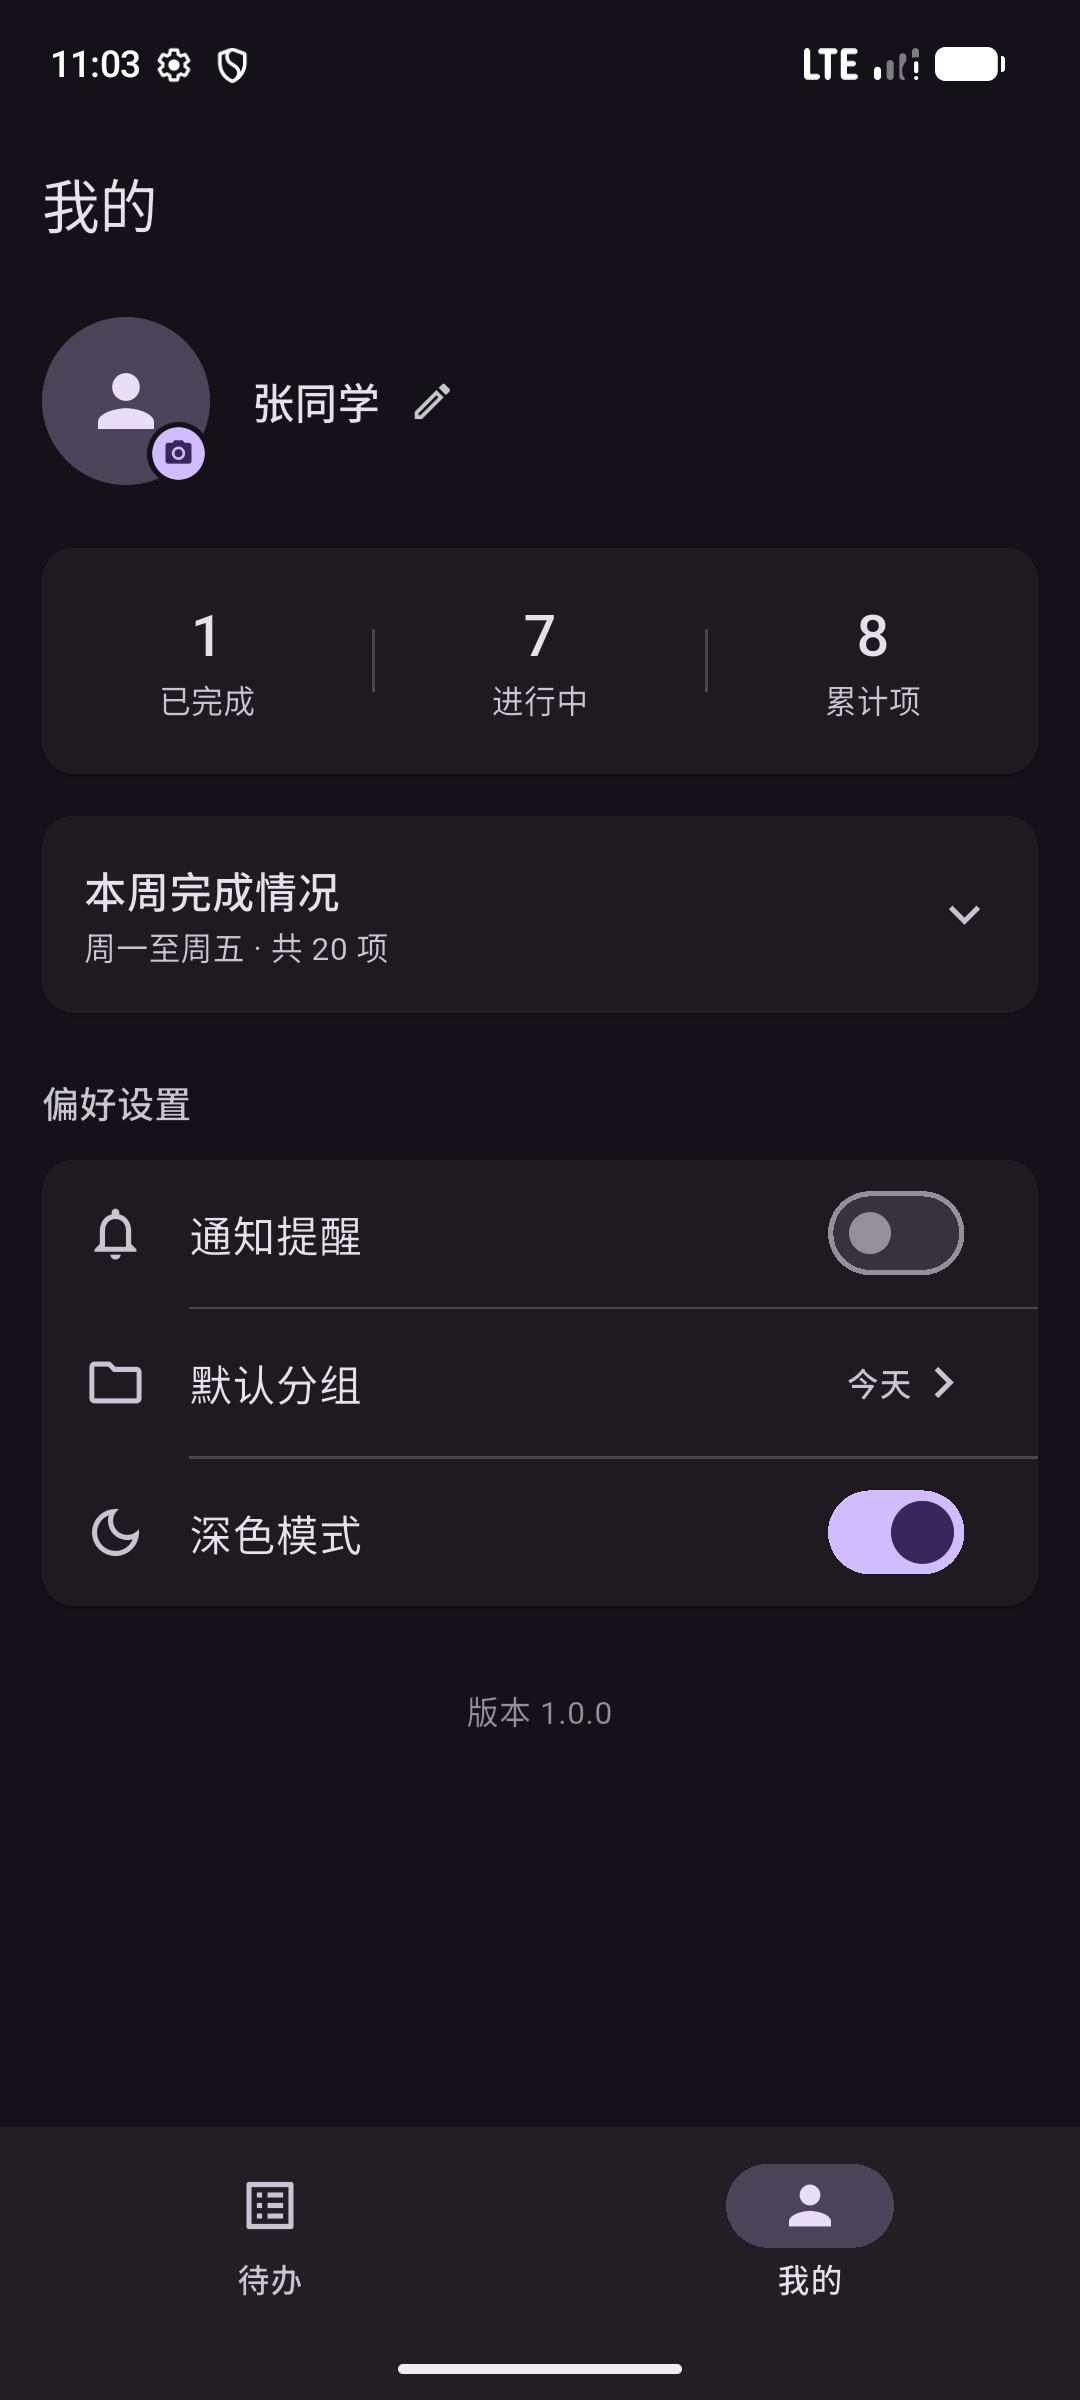 11:03
LTE
我的
张同学
1
已完成
7
进行中
8
累计项
本周完成情况
周一至周五 · 共 20 项
偏好设置
通知提醒
默认分组
今天
深色模式
版本 1.0.0
待办
我的